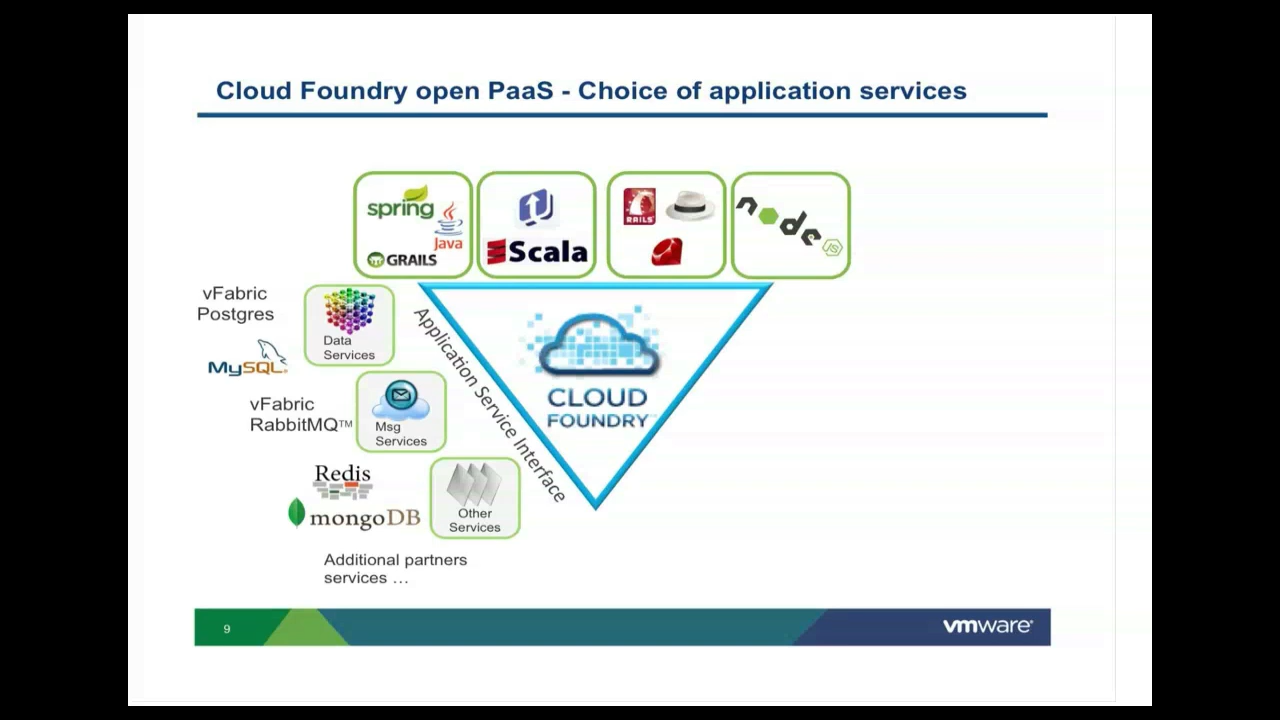 Cloud Foundry open PaaS - Choice of application services
spring
Java
GRAILS
Scala
RAILS
node
JS
vFabric
Postgres
Data
Services
MySQL
vFabric
RabbitMQ™
Msg
Services
Redis
mongoDB
Other
Services
Additional partners
services …
Application Service Interface
CLOUD
FOUNDRY
9
vmware